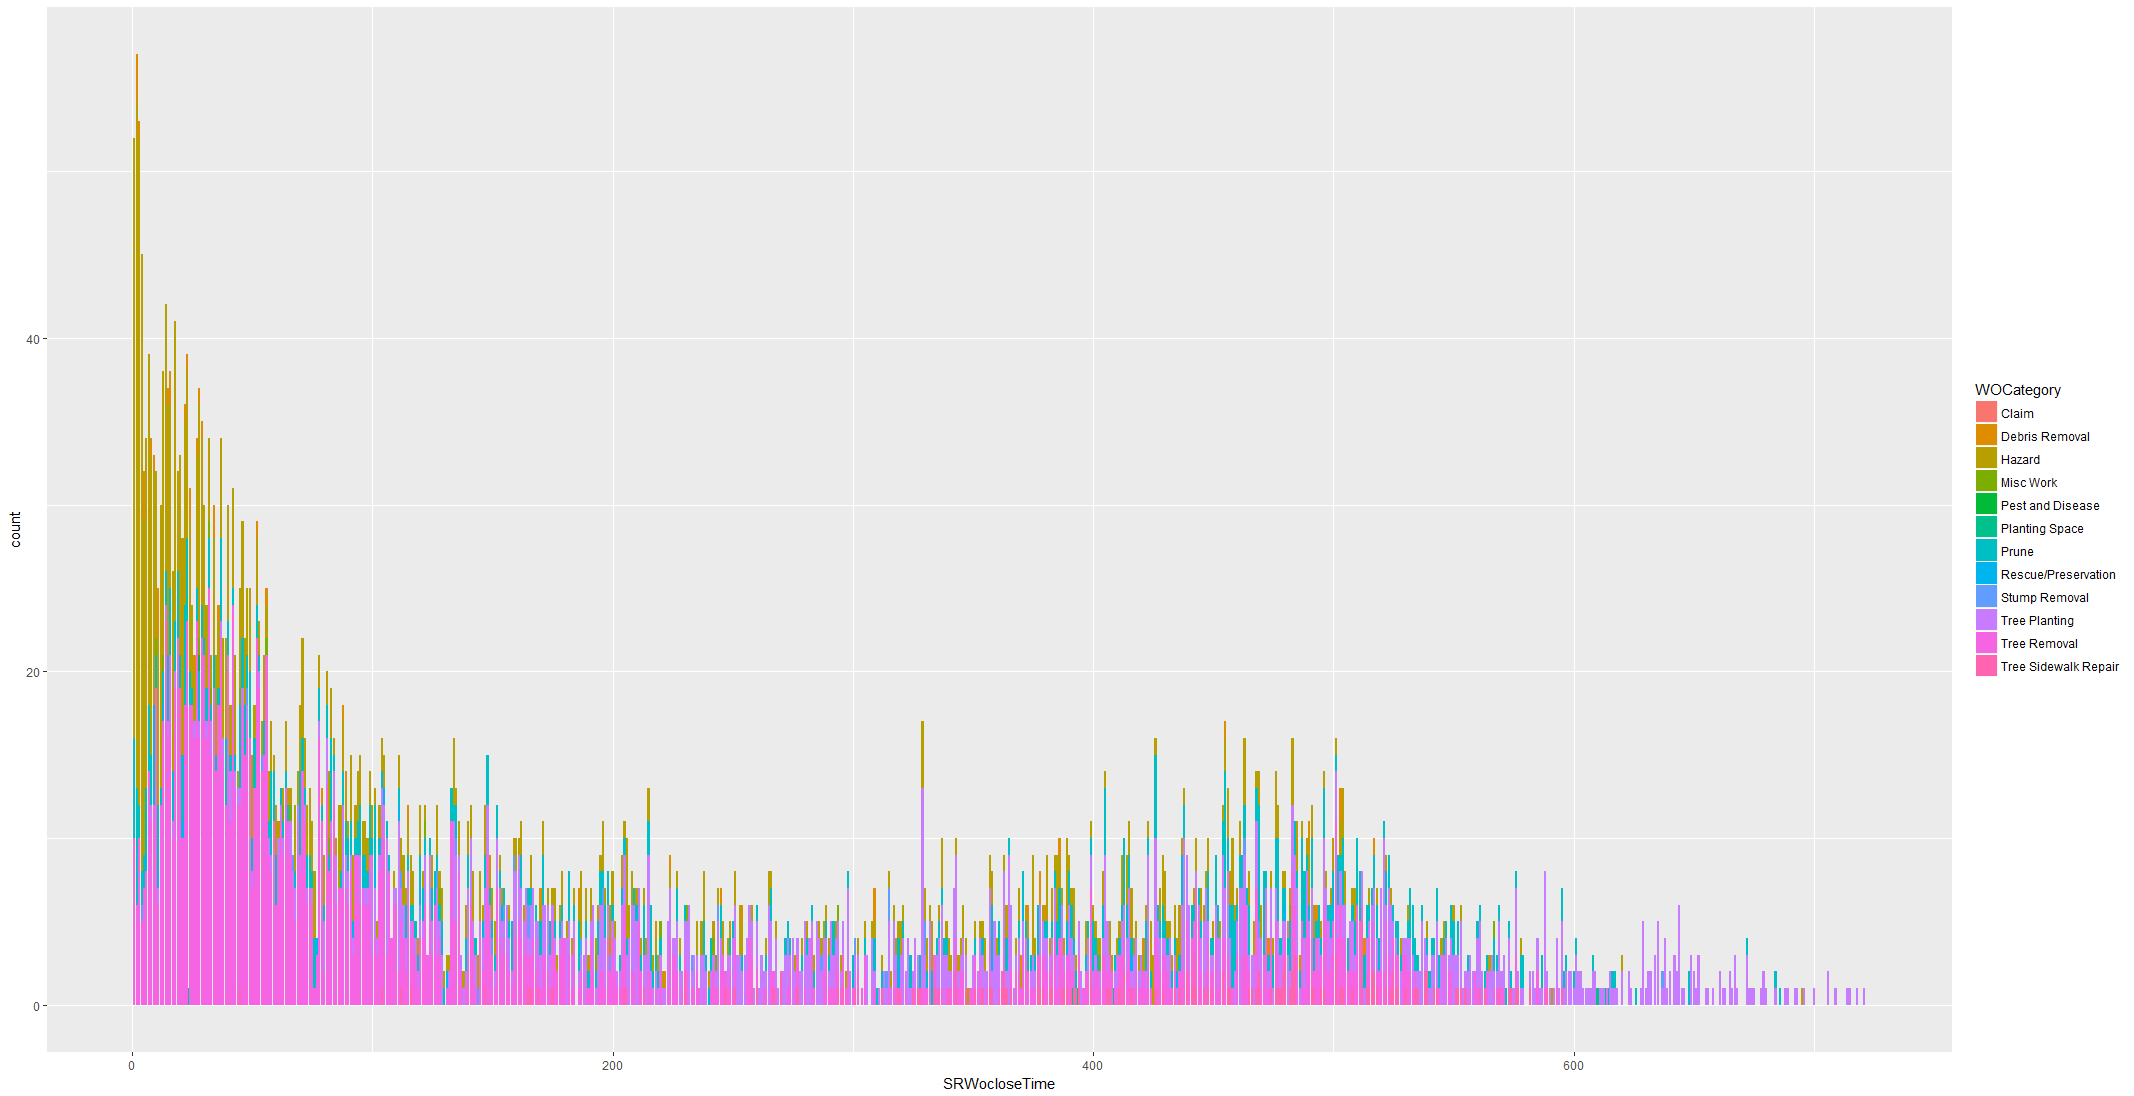 count
40
20
0
0
200
400
600
SRWocloseTime
WOCategory
Claim
Debris Removal
Hazard
Misc Work
Pest and Disease
Planting Space
Prune
Rescue/Preservation
Stump Removal
Tree Planting
Tree Removal
Tree Sidewalk Repair